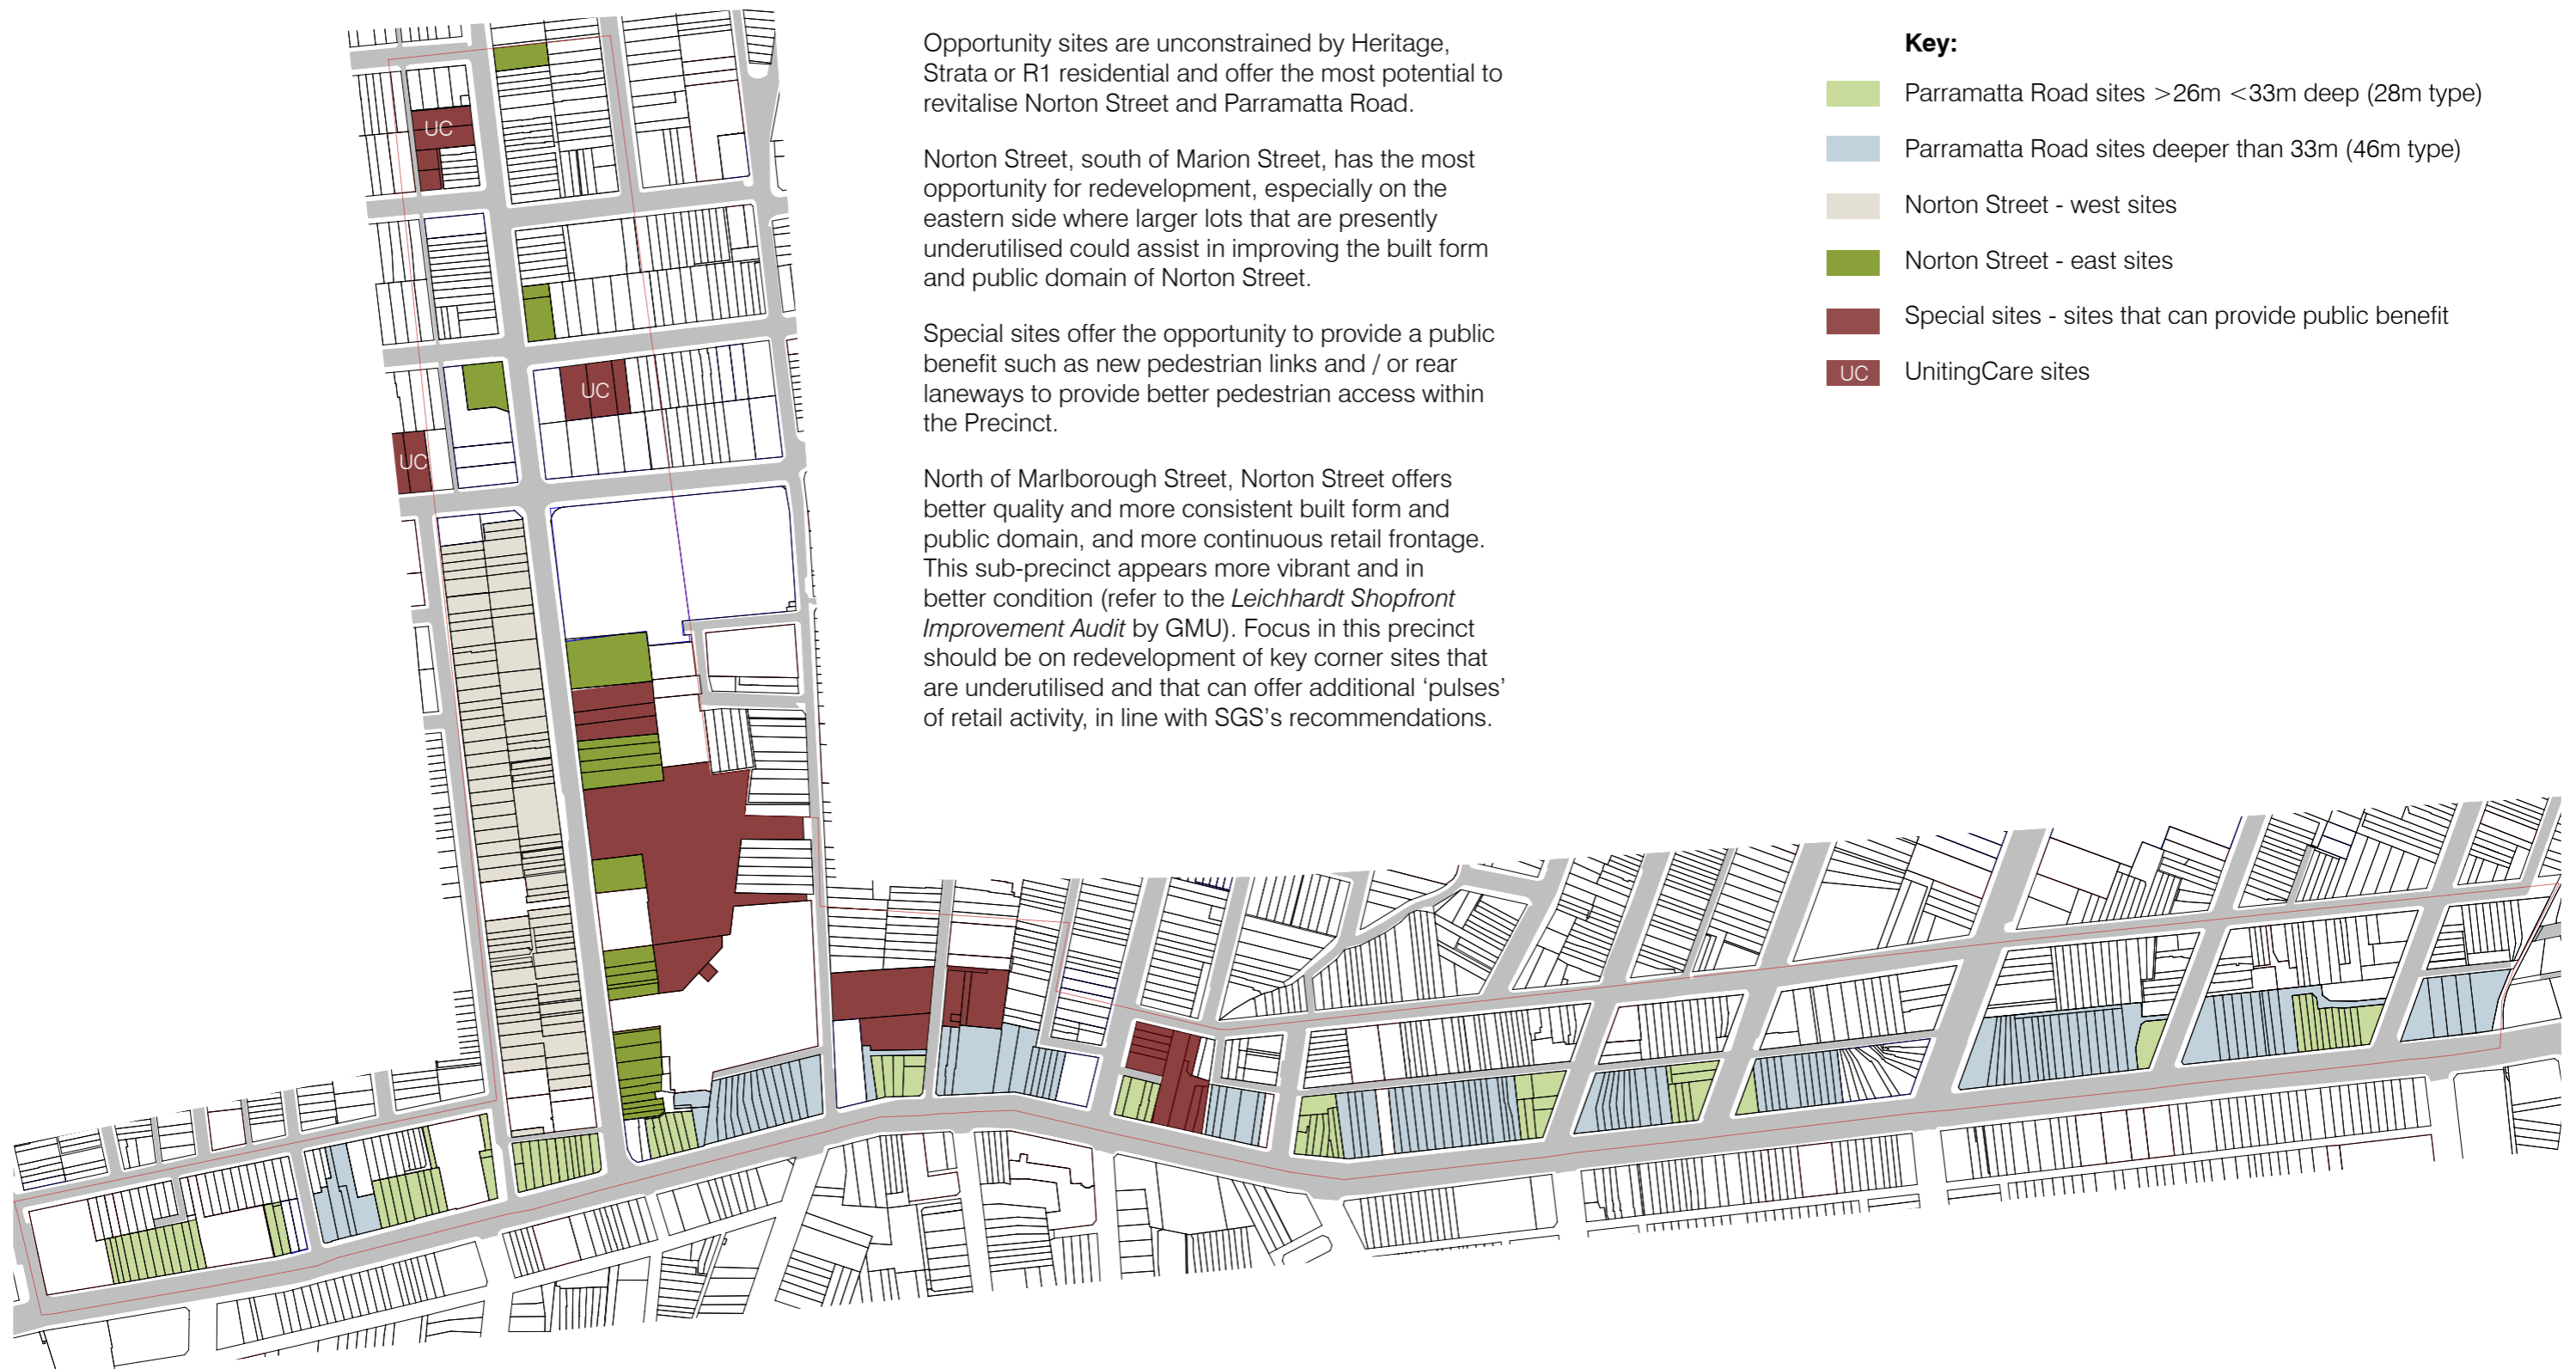 Opportunity sites are unconstrained by Heritage,
Strata or R1 residential and offer the most potential to
revitalise Norton Street and Parramatta Road.
Norton Street, south of Marion Street, has the most
opportunity for redevelopment, especially on the
eastern side where larger lots that are presently
underutilised could assist in improving the built form
and public domain of Norton Street.
Special sites offer the opportunity to provide a public
benefit such as new pedestrian links and / or rear
laneways to provide better pedestrian access within
the Precinct.
North of Marlborough Street, Norton Street offers
better quality and more consistent built form and
public domain, and more continuous retail frontage.
This sub-precinct appears more vibrant and in
better condition (refer to the Leichhardt Shopfront
Improvement Audit by GMU). Focus in this precinct
should be on redevelopment of key corner sites that
are underutilised and that can offer additional ‘pulses’
of retail activity, in line with SGS’s recommendations.
Key:
Parramatta Road sites >26m <33m deep (28m type)
Parramatta Road sites deeper than 33m (46m type)
Norton Street - west sites
Norton Street - east sites
Special sites - sites that can provide public benefit
UC UnitingCare sites
UC
UC
UC